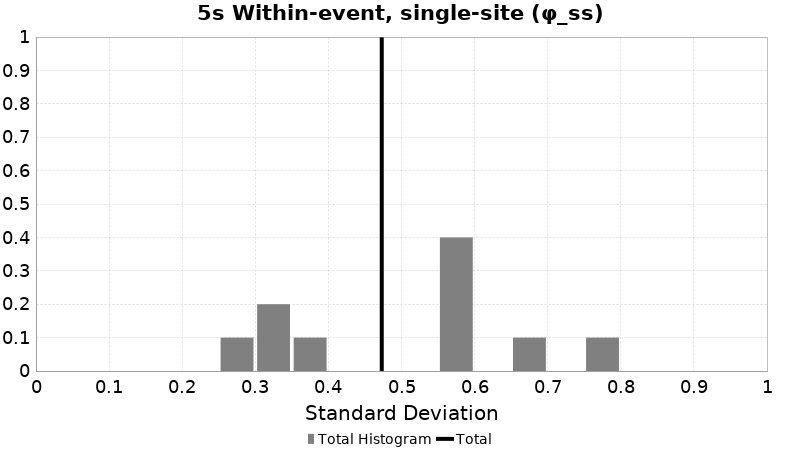 5s Within-event, single-site (φ_ss)
1
0.9
0.8
0.7
0.6
0.5
0.4
0.3
0.2
0.1
0
0 0.1 0.2 0.3 0.4 0.5 0.6 0.7 0.8 0.9 1
Standard Deviation
Total Histogram Total